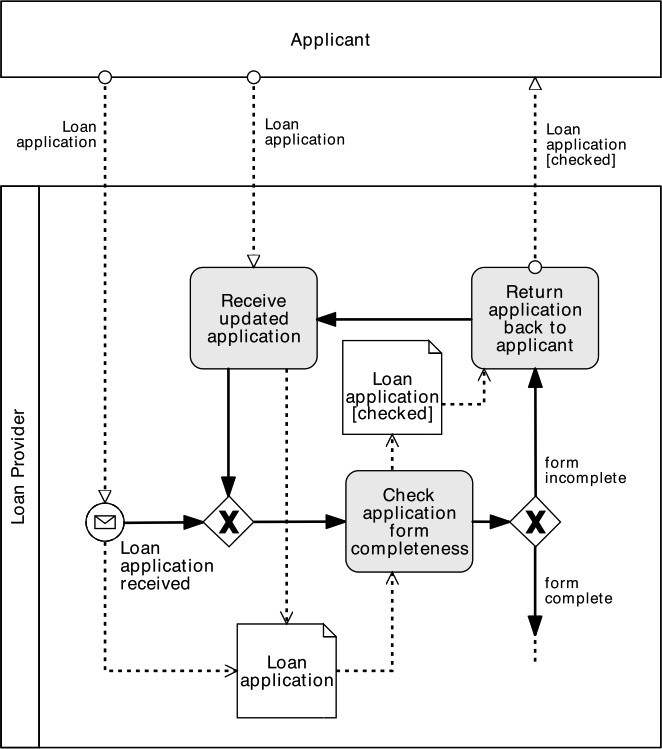 Applicant
Loan
application
Loan
application
Loan
application
[checked]
Loan Provider
Receive
updated
application
Return
application
back to
applicant
Loan
application
[checked]
form
incomplete
X
Check
application
form
completeness
X
Loan
application
received
form
complete
Loan
application